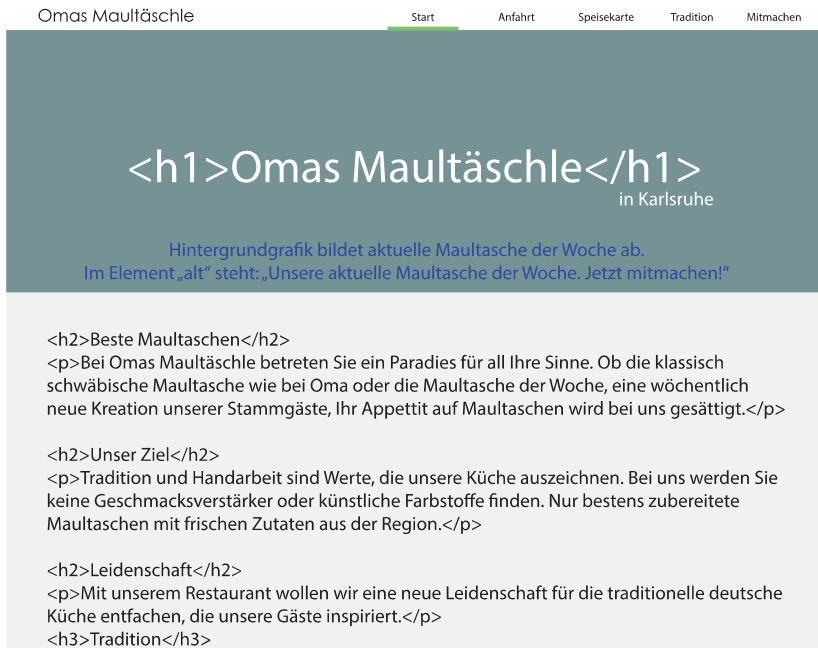 Omas Maultäschle
Start Anfahrt Speisekarte Tradition Mitmachen
<h1>Omas Maultäschle</h1>
in Karlsruhe
Hintergrundgrafik bildet aktuelle Maultasche der Woche ab.
Im Element „alt“ steht: „Unsere aktuelle Maultasche der Woche. Jetzt mitmachen!“
<h2>Beste Maultaschen</h2>
<p>Bei Omas Maultäschle betreten Sie ein Paradies für all Ihre Sinne. Ob die klassisch
schwäbische Maultasche wie bei Oma oder die Maultasche der Woche, eine wöchentlich
neue Kreation unserer Stammgäste, Ihr Appettit auf Maultaschen wird bei uns gesättigt.</p>
<h2>Unser Ziel</h2>
<p>Tradition und Handarbeit sind Werte, die unsere Küche auszeichnen. Bei uns werden Sie
keine Geschmacksverstärker oder künstliche Farbstoffe finden. Nur bestens zubereitete
Maultaschen mit frischen Zutaten aus der Region.</p>
<h2>Leidenschaft</h2>
<p>Mit unserem Restaurant wollen wir eine neue Leidenschaft für die traditionelle deutsche
Küche entfachen, die unsere Gäste inspiriert.</p>
<h3>Tradition</h3>